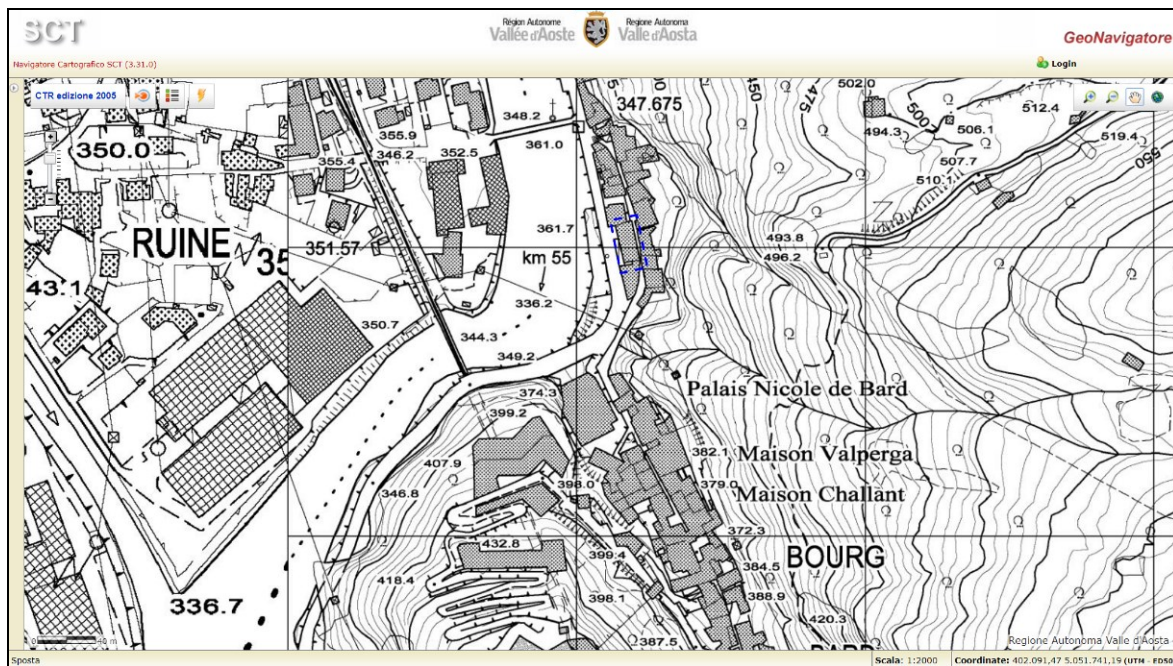 SCT
Région Autonome
Vallée d'Aoste
Regione Autonoma
Valle d'Aosta
GeoNavigatore
Navigatore Cartografico SCT (3.31.0)
Login
CTR edizione 2005
348.2
347.675
450
475
502.0
500
512.4
355.9
346.2
352.5
361.0
494.3
506.1
519.4
350.0
355.4
507.7
510.1
550
361.7
RUINE
351.57
493.8
km 55
496.2
43.1
336.2
350.7
344.3
349.2
374.3
Palais Nicole de Bard
399.2
407.9
382.1
Maison Valperga
346.8
398.0
379.0
Maison Challant
372.3
432.8
399.4
BOURG
384.5
418.4
388.9
336.7
398.1
420.3
387.5
BARD
0
40 m
Regione Autonoma Valle d'Aosta
Sposta
Scala: 1:2000
Coordinate: 402.091,47 5.051.741,19 (UTM - ED50